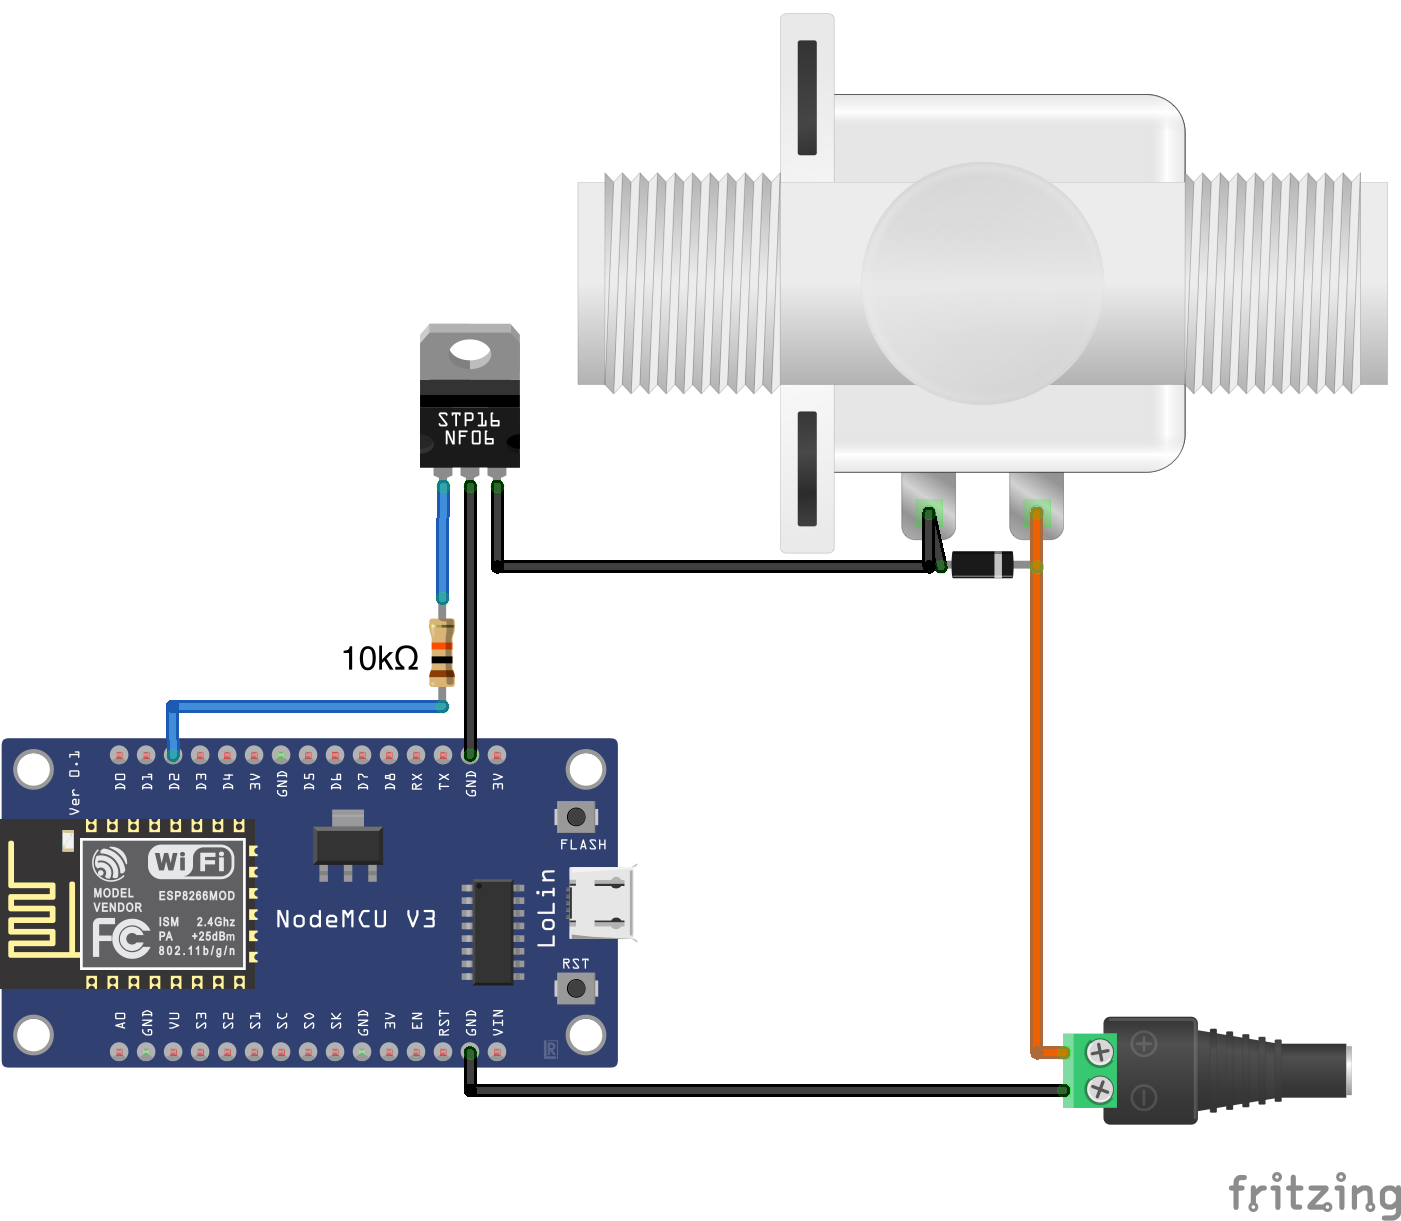 STP16
NF06
10kΩ
Ver 0.1
D0 D1 D2 D3 D4 3V GND D5 D6 D7 D8 RX TX GND 3V
FLASH
WiFi
MODEL
VENDOR
ESP8266MOD
FC
ISM 2.4Ghz
PA +25dBm
802.11b/g/n
NodeMCU V3
LoLin
RST
A0 GND VU S3 S2 S1 SC S0 SK GND 3V EN RST GND VIN
R
+
−
fritzing